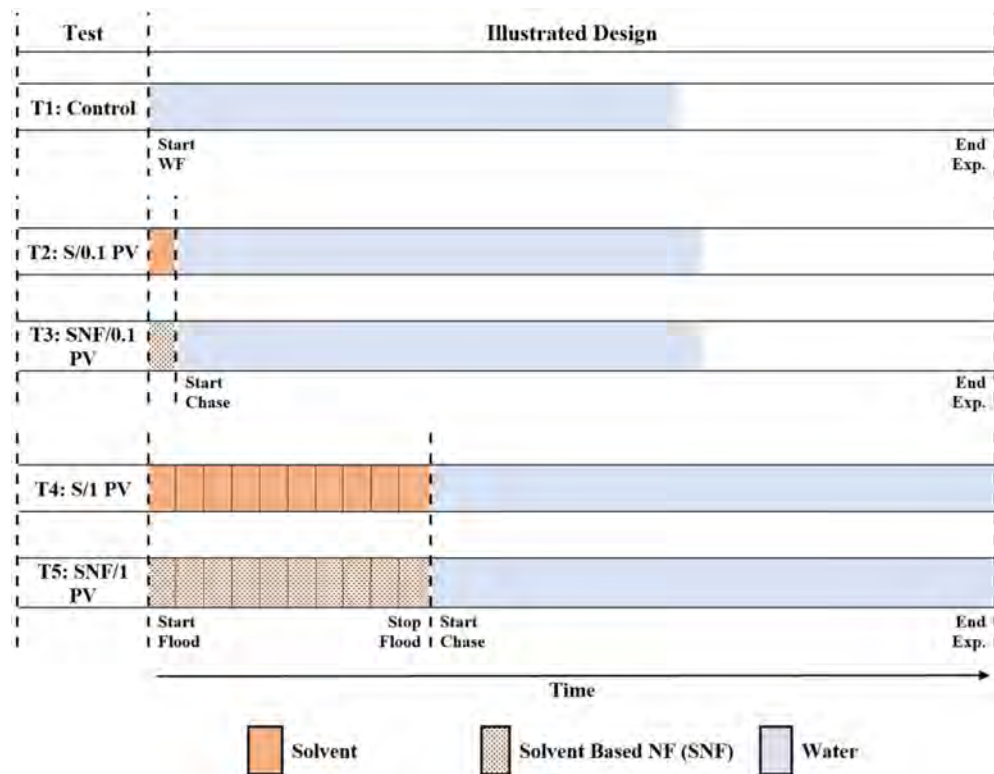 Test Illustrated Design
T1: Control
Start End
WF Exp.
T2: S/0.1 PV
T3: SNF/0.1
PV
Start End
Chase Exp.
T4: S/1 PV
T5: SNF/1
PV
Start Stop Start End
Flood Flood Chase Exp.
Time
Solvent Solvent Based NF (SNF) Water